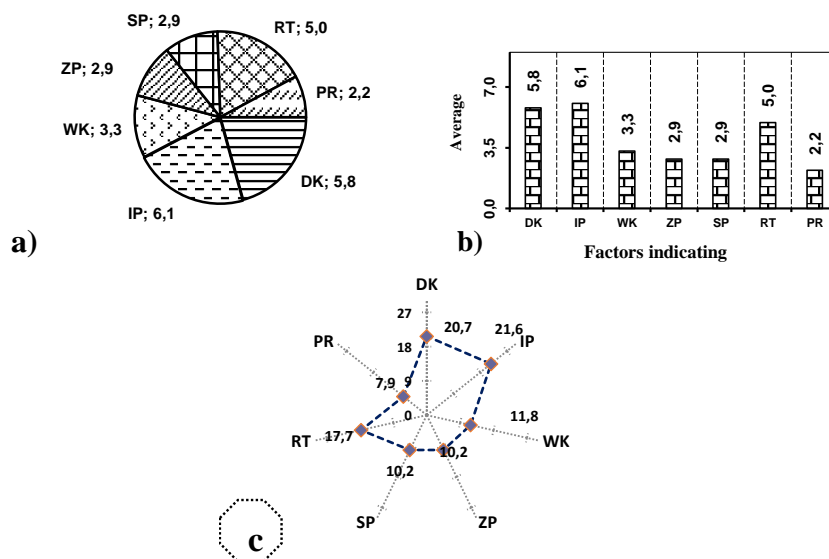 SP; 2,9
RT; 5,0
ZP; 2,9
PR; 2,2
WK; 3,3
DK; 5,8
IP; 6,1
a)
Average
7,0
3,5
0,0
5,8
6,1
3,3
2,9
2,9
5,0
2,2
DK IP WK ZP SP RT PR
b)
Factors indicating
DK
27
20,7
21,6
18
IP
PR
9
7,9
0
11,8
RT
17,7
WK
10,2
10,2
SP
ZP
c